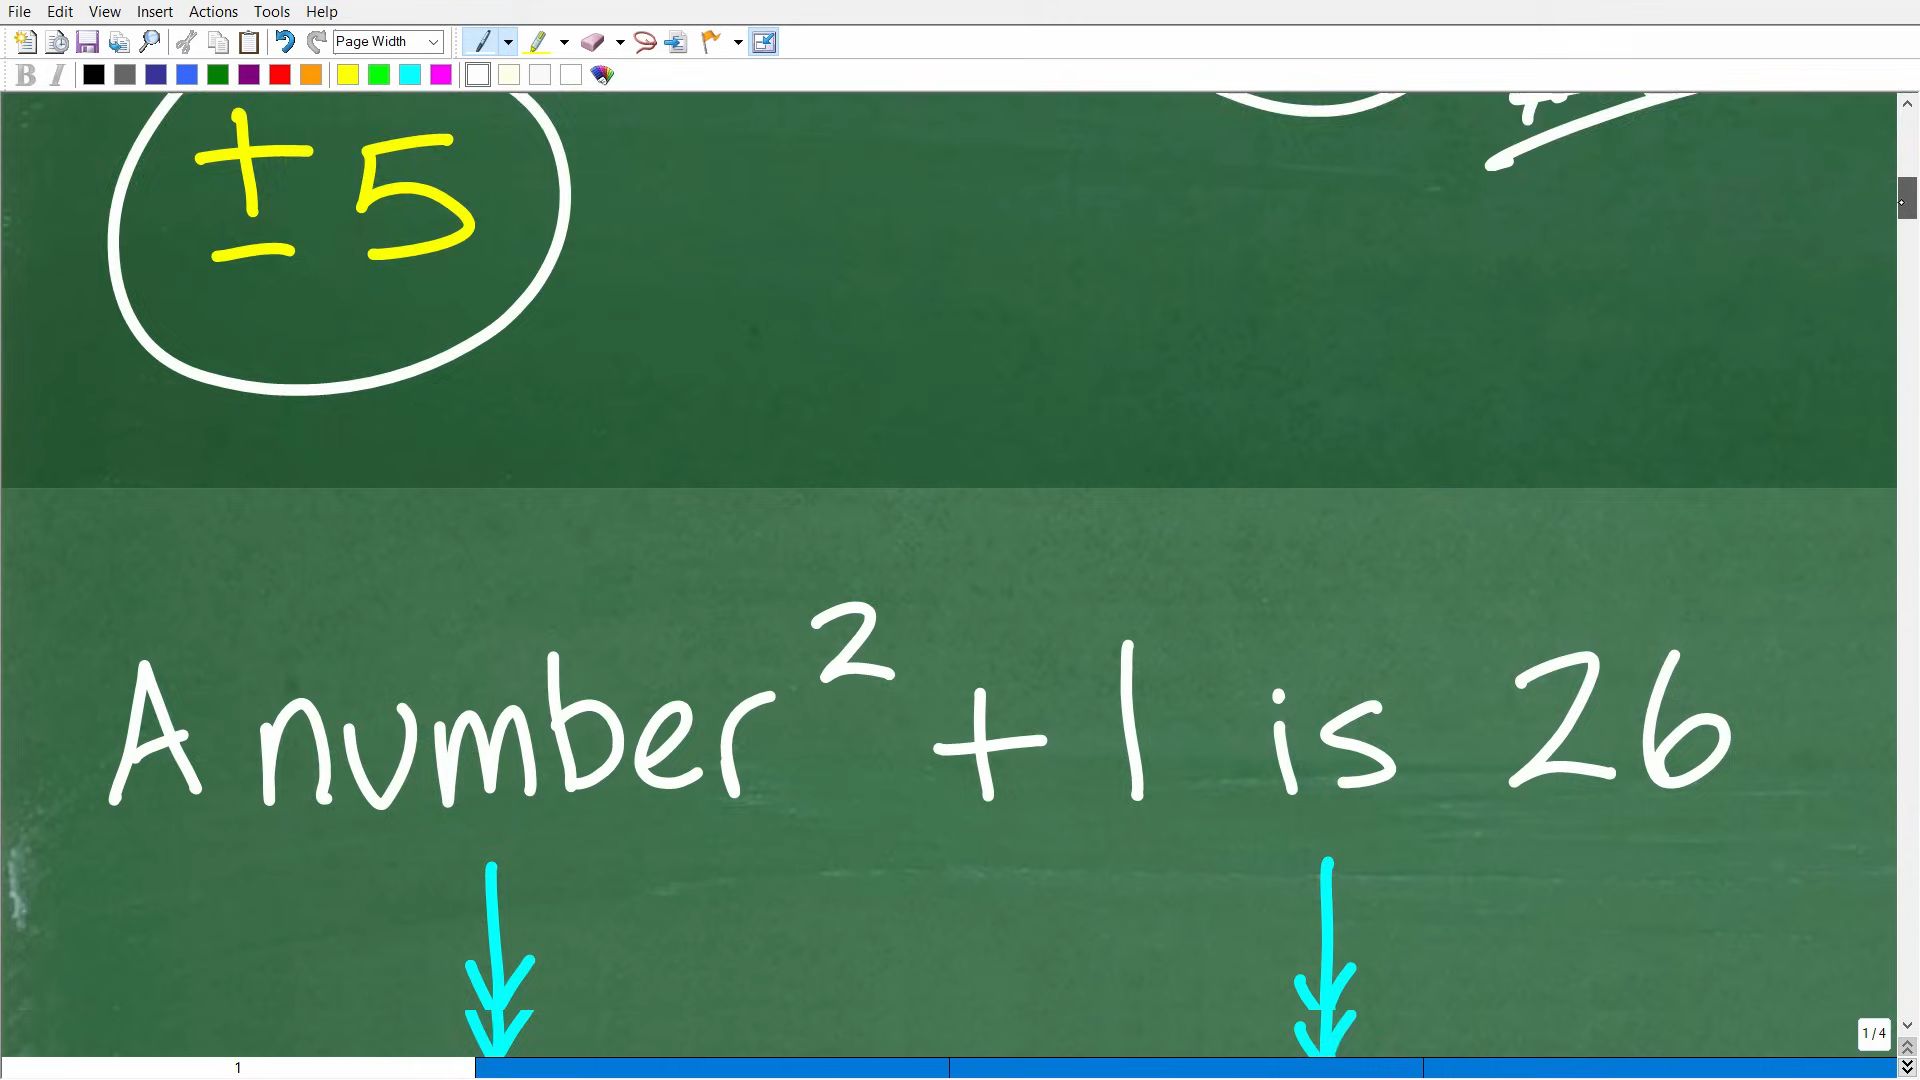 File Edit View Insert Actions Tools Help
Page Width
B I
± 5
A number² + 1 is 26
1 / 4
1